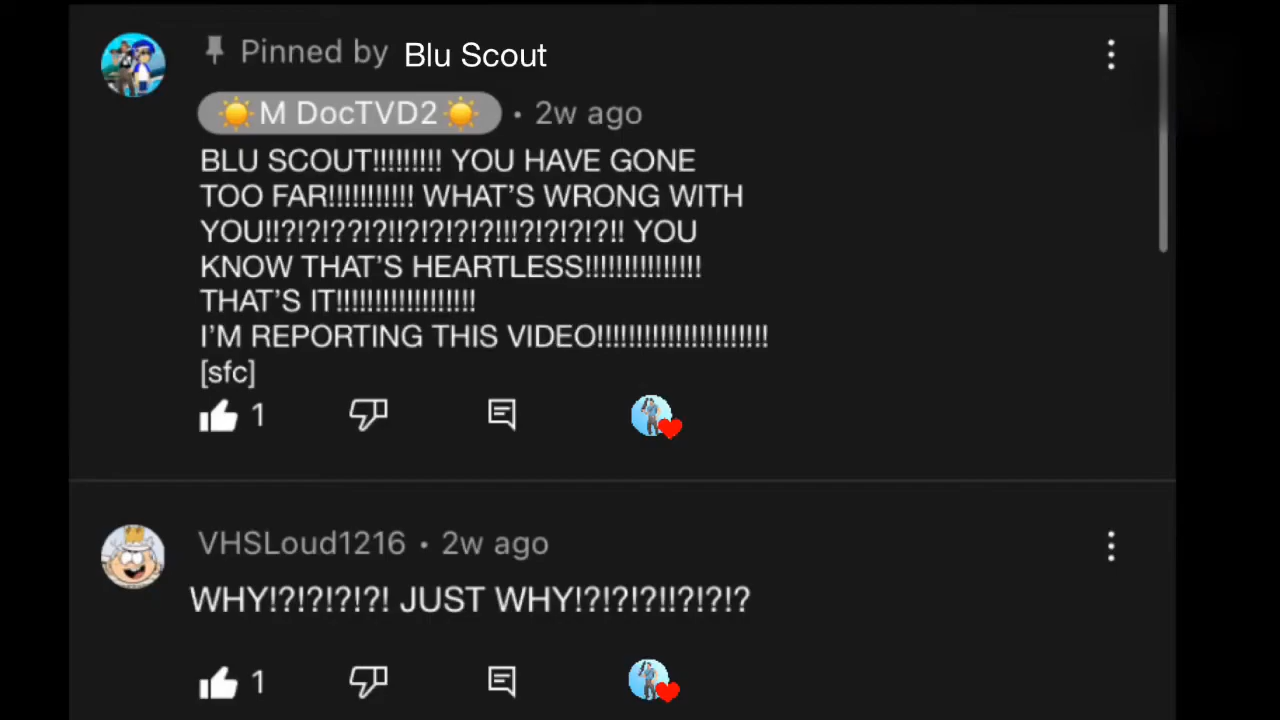 Pinned by Blu Scout
☀️M DocTVD2☀️ • 2w ago
BLU SCOUT!!!!!!!!! YOU HAVE GONE
TOO FAR!!!!!!!!!!! WHAT’S WRONG WITH
YOU!!?!?!??!?!!?!?!?!?!!!?!?!?!?!! YOU
KNOW THAT’S HEARTLESS!!!!!!!!!!!!!!!
THAT’S IT!!!!!!!!!!!!!!!!!!
I’M REPORTING THIS VIDEO!!!!!!!!!!!!!!!!!!!!!!
[sfc]
1
VHSLoud1216 • 2w ago
WHY!?!?!?!?! JUST WHY!?!?!?!!?!?!?
1